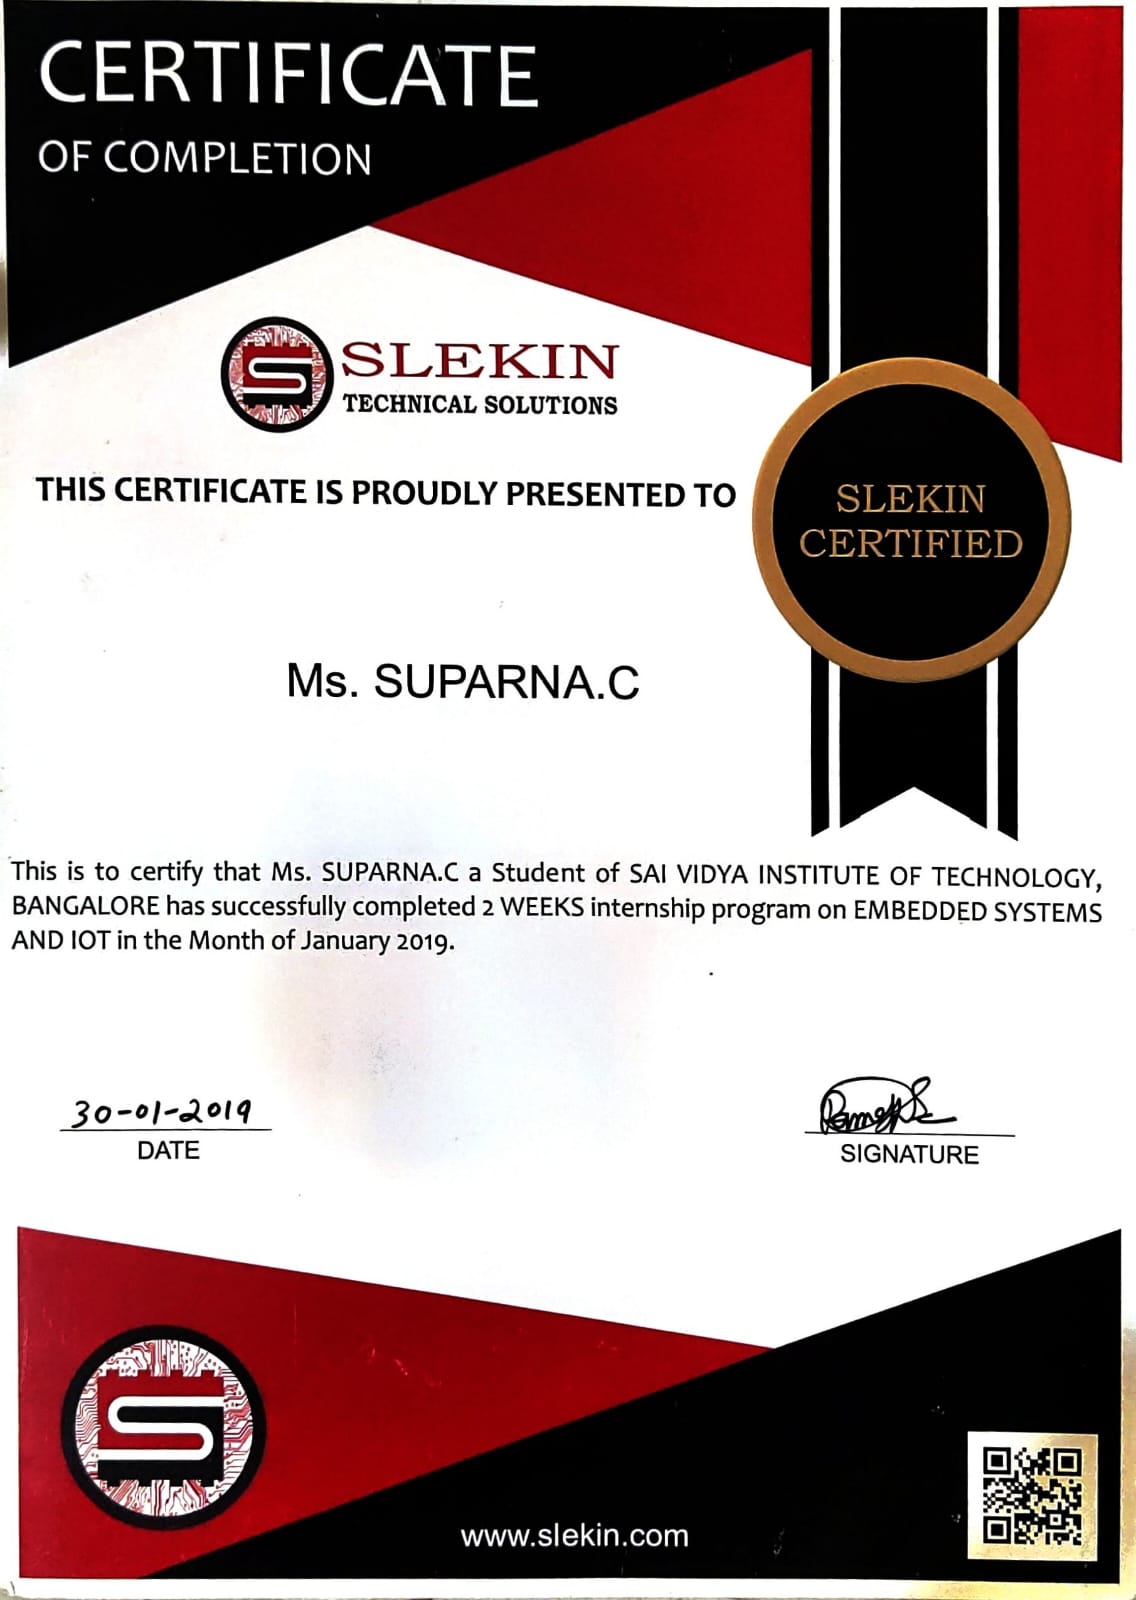 CERTIFICATE
OF COMPLETION
SLEKIN
TECHNICAL SOLUTIONS
THIS CERTIFICATE IS PROUDLY PRESENTED TO
SLEKIN
CERTIFIED
Ms. SUPARNA.C
This is to certify that Ms. SUPARNA.C a Student of SAI VIDYA INSTITUTE OF TECHNOLOGY,
BANGALORE has successfully completed 2 WEEKS internship program on EMBEDDED SYSTEMS
AND IOT in the Month of January 2019.
30-01-2019
DATE
SIGNATURE
www.slekin.com